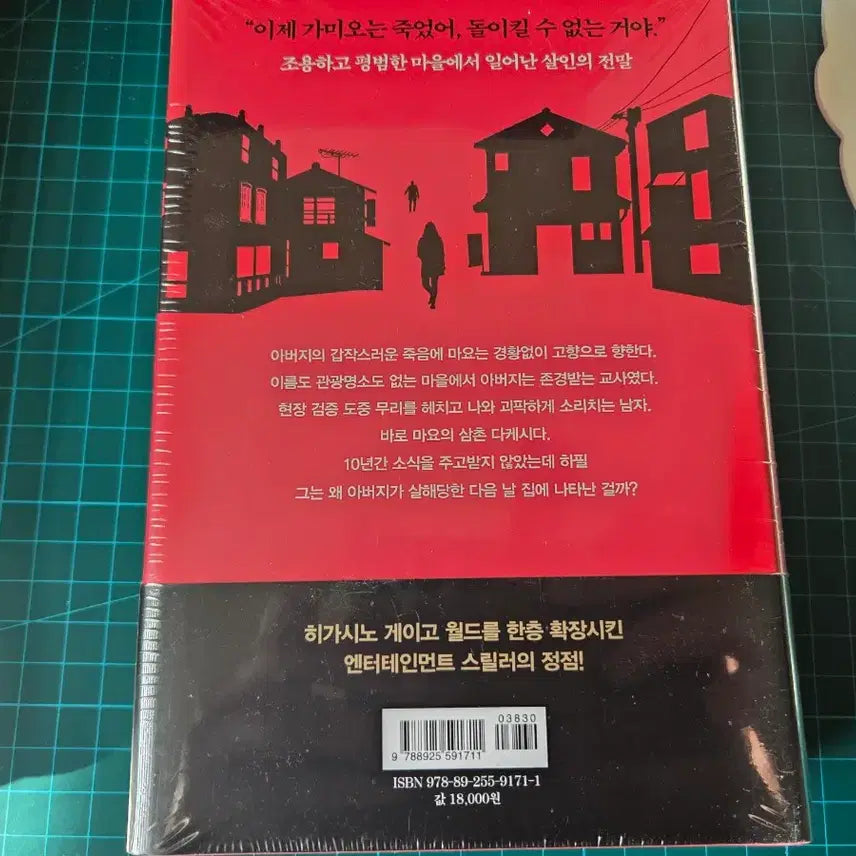 “이제 가미오는 죽었어, 돌이킬 수 없는 거야.”
조용하고 평범한 마을에서 일어난 살인의 전말
아버지의 갑작스러운 죽음에 마요는 경황없이 고향으로 향한다.
이름도 관광명소도 없는 마을에서 아버지는 존경받는 교사였다.
현장 검증 도중 무리를 헤치고 나와 괴팍하게 소리치는 남자.
바로 마요의 삼촌 다케시다.
10년간 소식을 주고받지 않았는데 하필
그는 왜 아버지가 살해당한 다음 날 집에 나타난 걸까?
히가시노 게이고 월드를 한층 확장시킨
엔터테인먼트 스릴러의 정점!
03830
9 788925 591711
ISBN 978-89-255-9171-1
값 18,000원